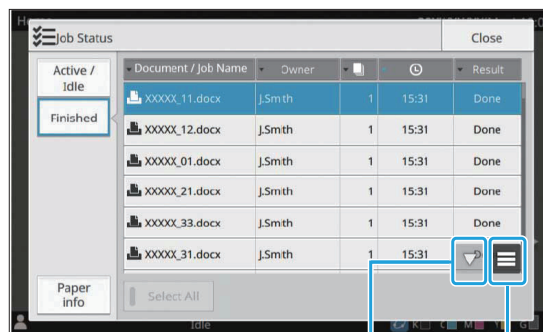 Job Status
Close
Active /
Idle
Finished
Paper
info
Document / Job Name
Owner
Result
XXXXX_11.docx J.Smith 1 15:31 Done
XXXXX_12.docx J.Smith 1 15:31 Done
XXXXX_01.docx J.Smith 1 15:31 Done
XXXXX_21.docx J.Smith 1 15:31 Done
XXXXX_33.docx J.Smith 1 15:31 Done
XXXXX_31.docx J.Smith 1 15:31
Select All
Idle
K C M Y